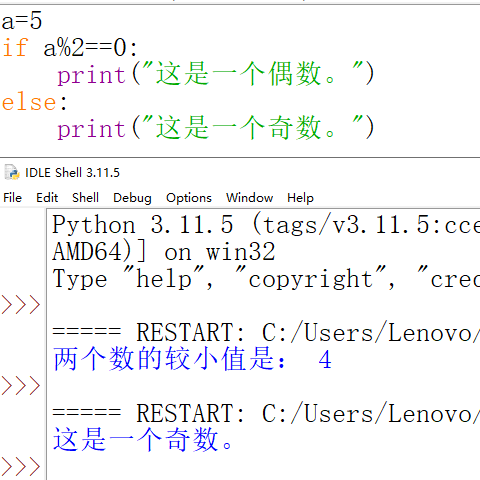 a=5
if a%2==0:
    print("这是一个偶数。")
else:
    print("这是一个奇数。")
IDLE Shell 3.11.5
File Edit Shell Debug Options Window Help
Python 3.11.5 (tags/v3.11.5:cce
AMD64)] on win32
Type "help", "copyright", "cred
>>>
===== RESTART: C:/Users/Lenovo/
两个数的较小值是： 4
>>>
===== RESTART: C:/Users/Lenovo/
这是一个奇数。
>>>